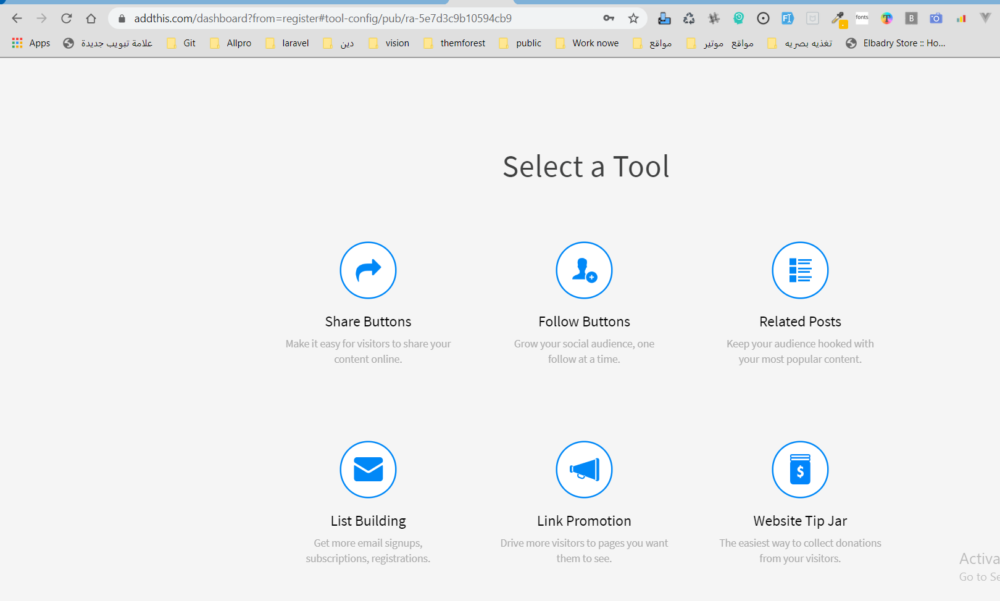 addthis.com/dashboard?from=register#tool-config/pub/ra-5e7d3c9b10594cb9
fonts
Apps علامة تبويب جديدة Git Allpro laravel دين vision themforest public Work nowe مواقع مواقع موتير تغذيه بصريه Elbadry Store :: Ho...
Select a Tool
Share Buttons Follow Buttons Related Posts
Make it easy for visitors to share your Grow your social audience, one Keep your audience hooked with
content online. follow at a time. your most popular content.
List Building Link Promotion Website Tip Jar
Get more email signups, Drive more visitors to pages you want The easiest way to collect donations
subscriptions, registrations. them to see. from your visitors.
Activa
Go to Se